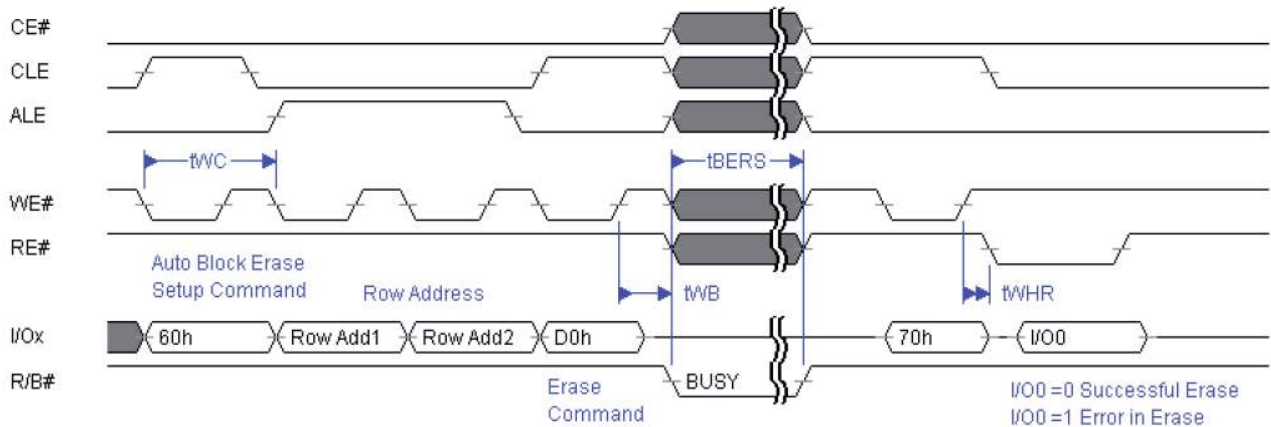 CE#
CLE
ALE
tWC
tBERS
WE#
RE#
Auto Block Erase
Setup Command
Row Address
tWB
tWHR
I/Ox
60h
Row Add1
Row Add2
D0h
70h
I/O0
R/B#
BUSY
Erase
Command
I/O0 =0 Successful Erase
I/O0 =1 Error in Erase